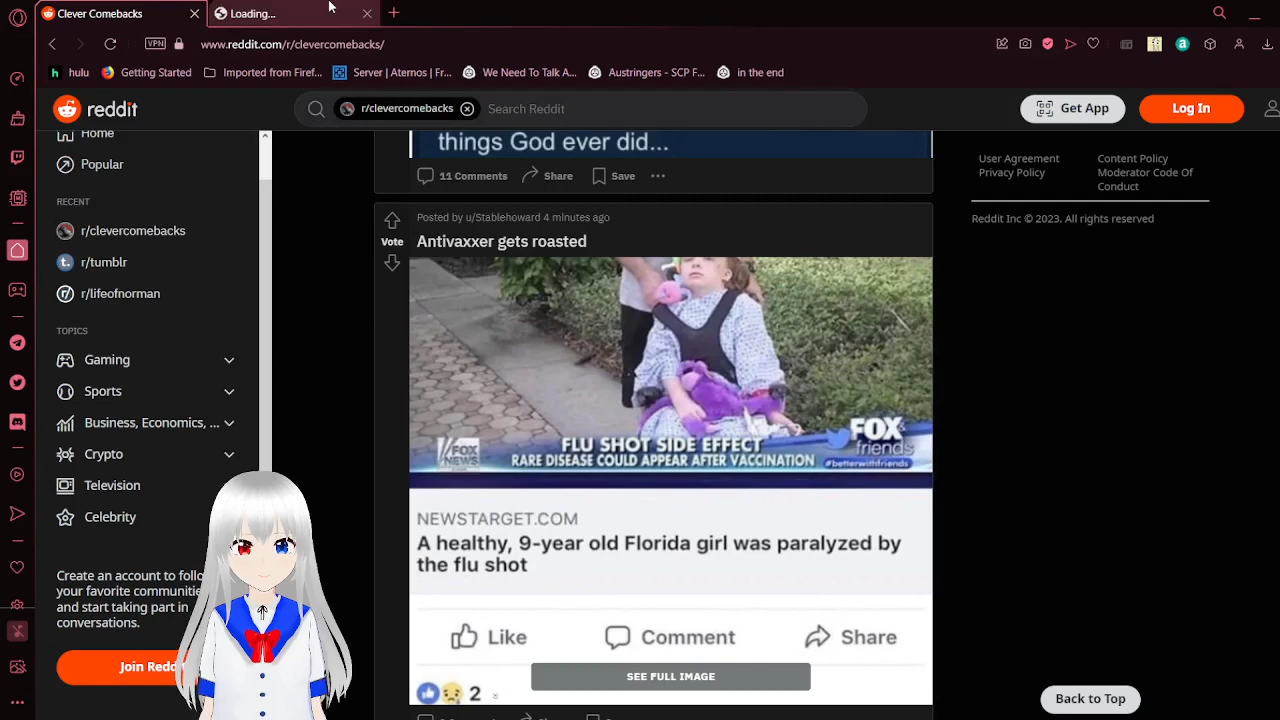 Clever Comebacks
Loading...
VPN
www.reddit.com/r/clevercomebacks/
hulu
Getting Started
Imported from Firef...
Server | Aternos | Fr...
We Need To Talk A...
Austringers - SCP F...
in the end
reddit
r/clevercomebacks
Search Reddit
Get App
Log In
Home
Popular
RECENT
r/clevercomebacks
r/tumblr
r/lifeofnorman
TOPICS
Gaming
Sports
Business, Economics, ...
Crypto
Television
Celebrity
Create an account to follo
your favorite communities
and start taking part in
conversations.
Join Redd
things God ever did...
11 Comments
Share
Save
Posted by u/Stablehoward 4 minutes ago
Vote
Antivaxxer gets roasted
FOX
NEWS
FLU SHOT SIDE EFFECT
RARE DISEASE COULD APPEAR AFTER VACCINATION
FOX
friends
#betterwithfriends
NEWSTARGET.COM
A healthy, 9-year old Florida girl was paralyzed by
the flu shot
Like
Comment
Share
SEE FULL IMAGE
2
User Agreement
Privacy Policy
Content Policy
Moderator Code Of
Conduct
Reddit Inc © 2023. All rights reserved
Back to Top